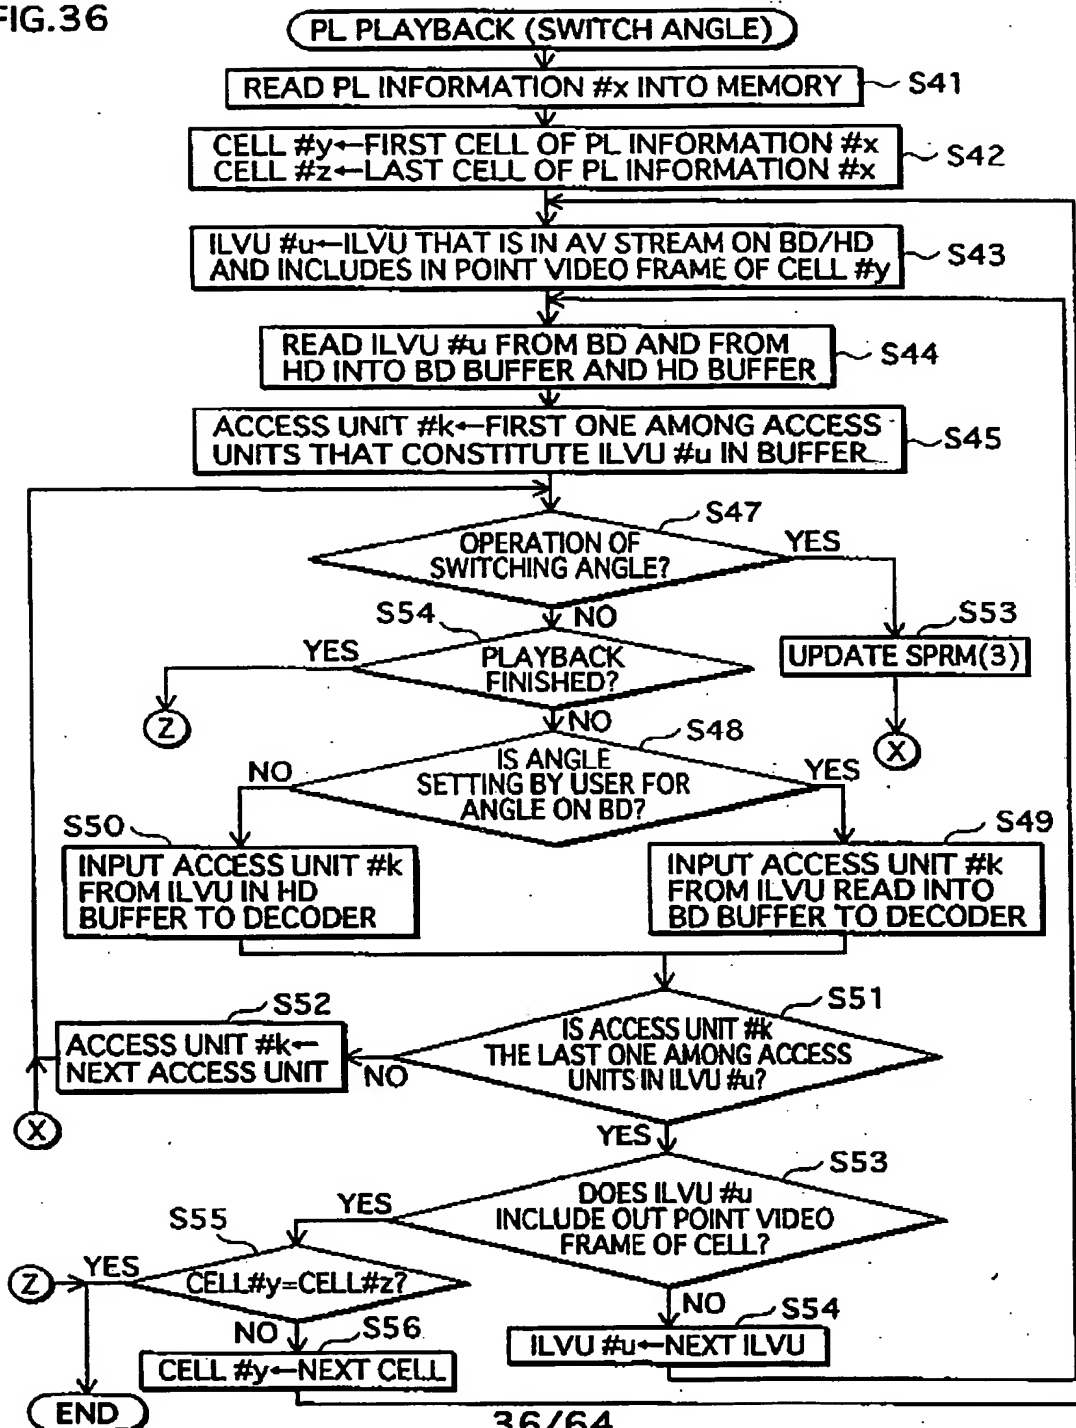 FIG.36
PL PLAYBACK (SWITCH ANGLE)
READ PL INFORMATION #x INTO MEMORY
S41
CELL #y←FIRST CELL OF PL INFORMATION #x
CELL #z←LAST CELL OF PL INFORMATION #x
S42
ILVU #u←ILVU THAT IS IN AV STREAM ON BD/HD
AND INCLUDES IN POINT VIDEO FRAME OF CELL #y
S43
READ ILVU #u FROM BD AND FROM
HD INTO BD BUFFER AND HD BUFFER
S44
ACCESS UNIT #k←FIRST ONE AMONG ACCESS
UNITS THAT CONSTITUTE ILVU #u IN BUFFER
S45
S47
OPERATION OF
SWITCHING ANGLE?
YES
NO
S53
UPDATE SPRM(3)
X
S54
YES
PLAYBACK
FINISHED?
Z
NO
S48
NO
IS ANGLE
SETTING BY USER FOR
ANGLE ON BD?
YES
S50
INPUT ACCESS UNIT #k
FROM ILVU IN HD
BUFFER TO DECODER
S49
INPUT ACCESS UNIT #k
FROM ILVU READ INTO
BD BUFFER TO DECODER
S51
IS ACCESS UNIT #k
THE LAST ONE AMONG ACCESS
UNITS IN ILVU #u?
S52
ACCESS UNIT #k←
NEXT ACCESS UNIT
NO
X
YES
S53
DOES ILVU #u
INCLUDE OUT POINT VIDEO
FRAME OF CELL?
YES
S55
Z
YES
CELL#y=CELL#z?
NO
S54
ILVU #u←NEXT ILVU
NO
S56
CELL #y←NEXT CELL
END
36/64